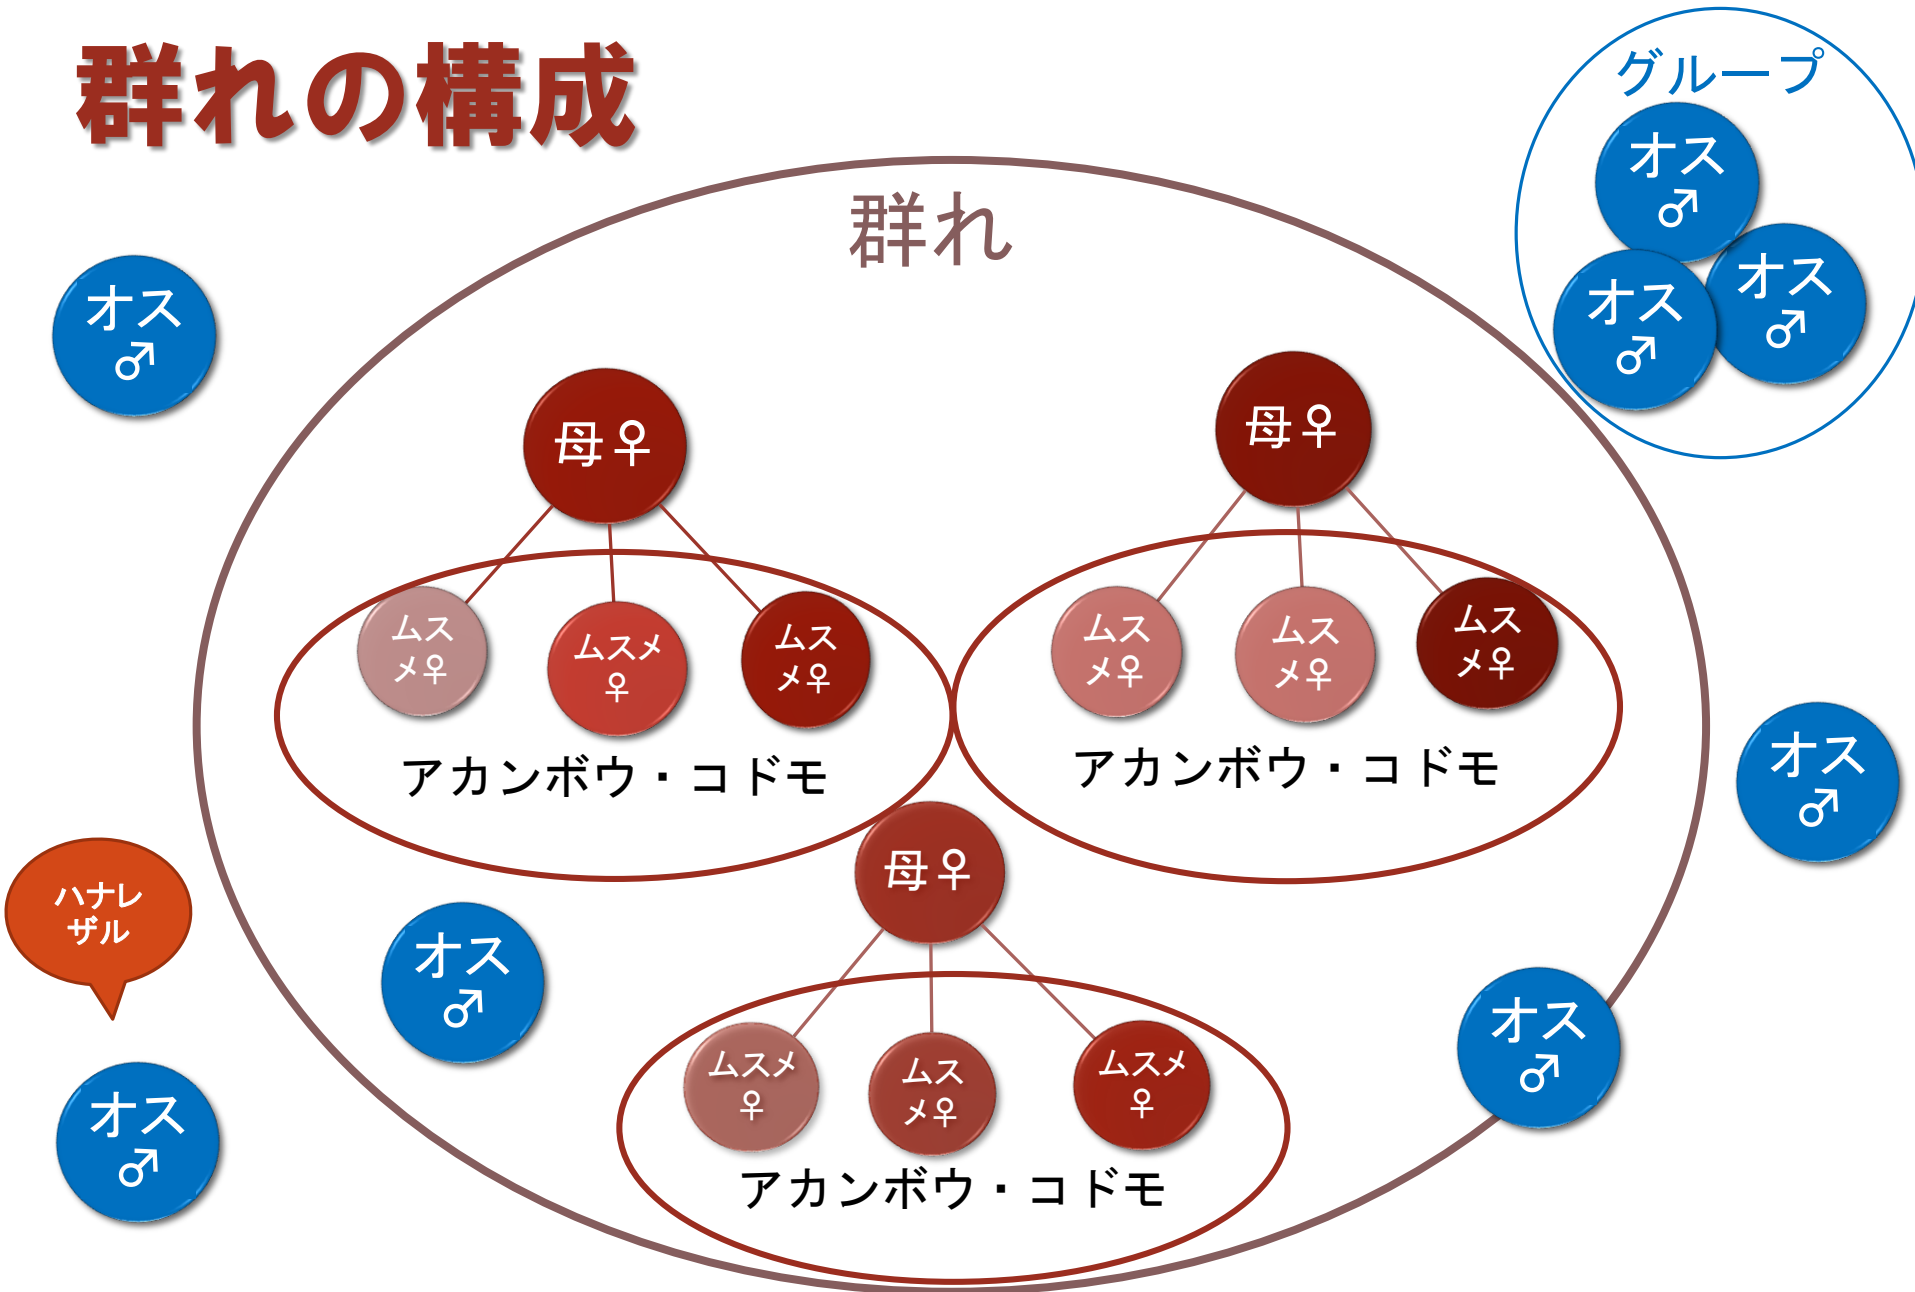 群れの構成
グループ
オス
♂
オス
♂
オス
♂
群れ
オス
♂
母♀
ムス
メ♀
ムスメ
♀
ムス
メ♀
アカンボウ・コドモ
母♀
ムス
メ♀
ムス
メ♀
ムス
メ♀
アカンボウ・コドモ
オス
♂
ハナレ
ザル
オス
♂
母♀
ムスメ
♀
ムス
メ♀
ムスメ
♀
アカンボウ・コドモ
オス
♂
オス
♂